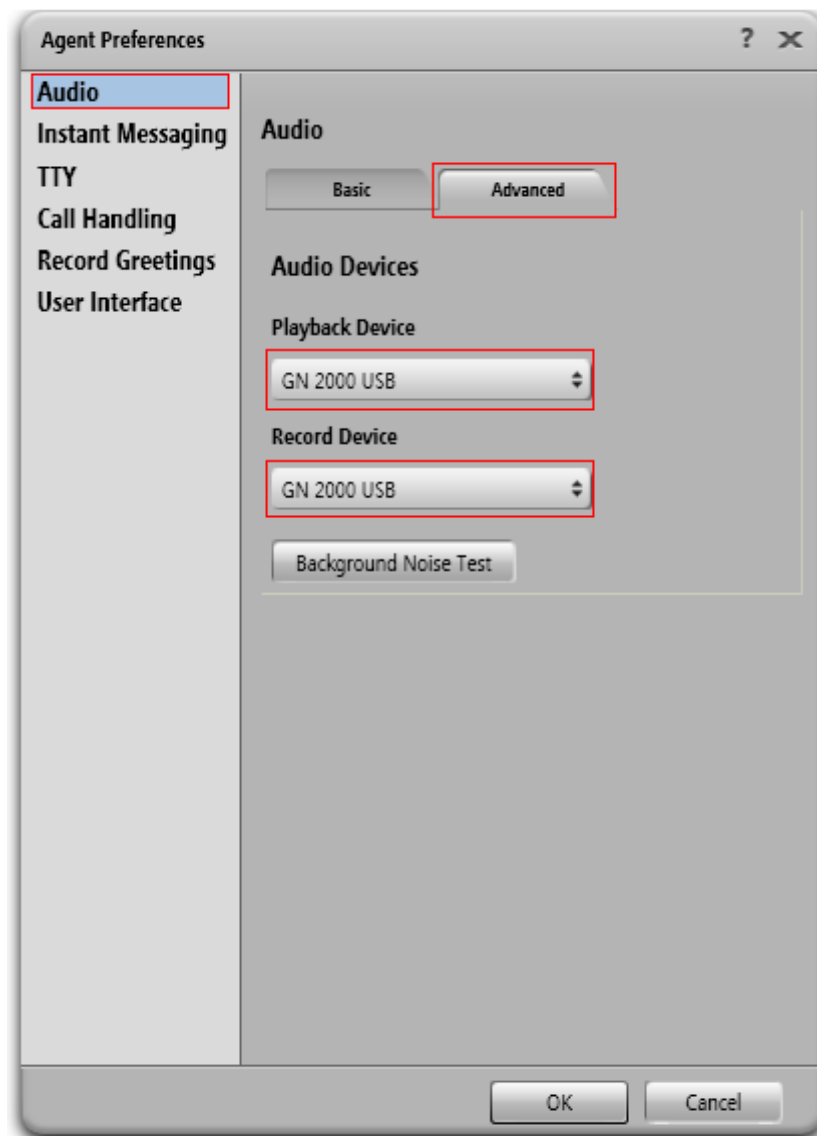 Agent Preferences ?
Audio
Instant Messaging
TTY
Call Handling
Record Greetings
User Interface
Audio
Basic Advanced
Audio Devices
Playback Device
GN 2000 USB
Record Device
GN 2000 USB
Background Noise Test
OK Cancel